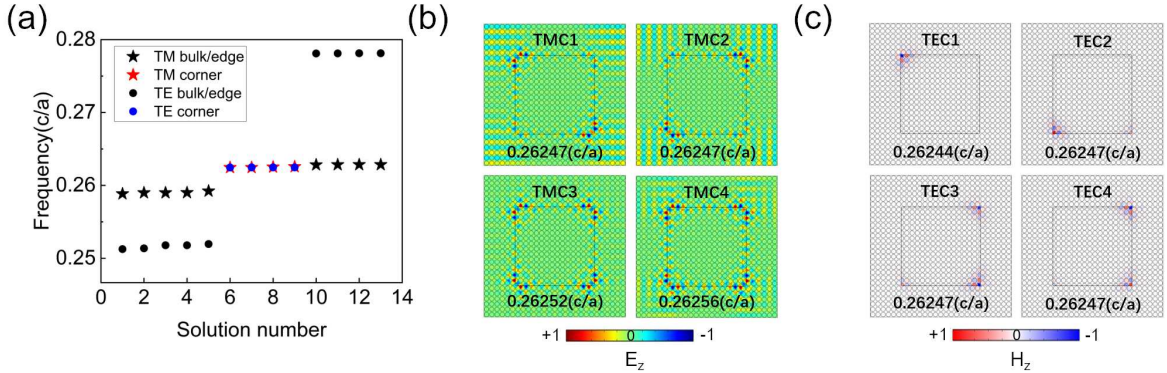 (a)
0.28
0.27
0.26
0.25
Frequency(c/a)
TM bulk/edge
TM corner
TE bulk/edge
TE corner
0 2 4 6 8 10 12 14
Solution number
(b)
TMC1
0.26247(c/a)
TMC2
0.26247(c/a)
TMC3
0.26252(c/a)
TMC4
0.26256(c/a)
+1 0 -1
Ez
(c)
TEC1
0.26244(c/a)
TEC2
0.26247(c/a)
TEC3
0.26247(c/a)
TEC4
0.26247(c/a)
+1 0 -1
Hz